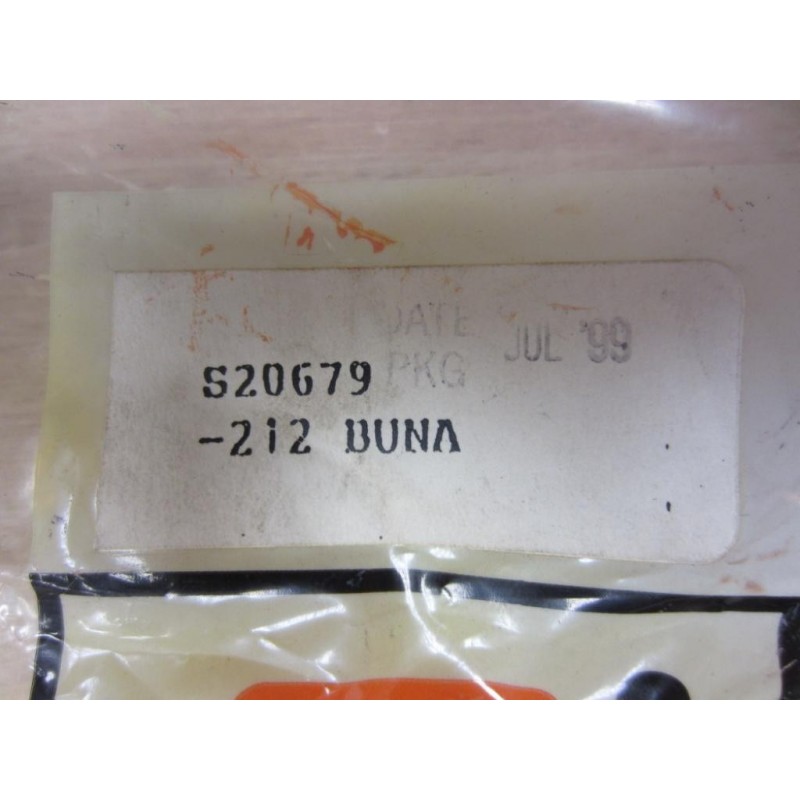 DATE JUL '99
PKG
S20679
-212 BUNA